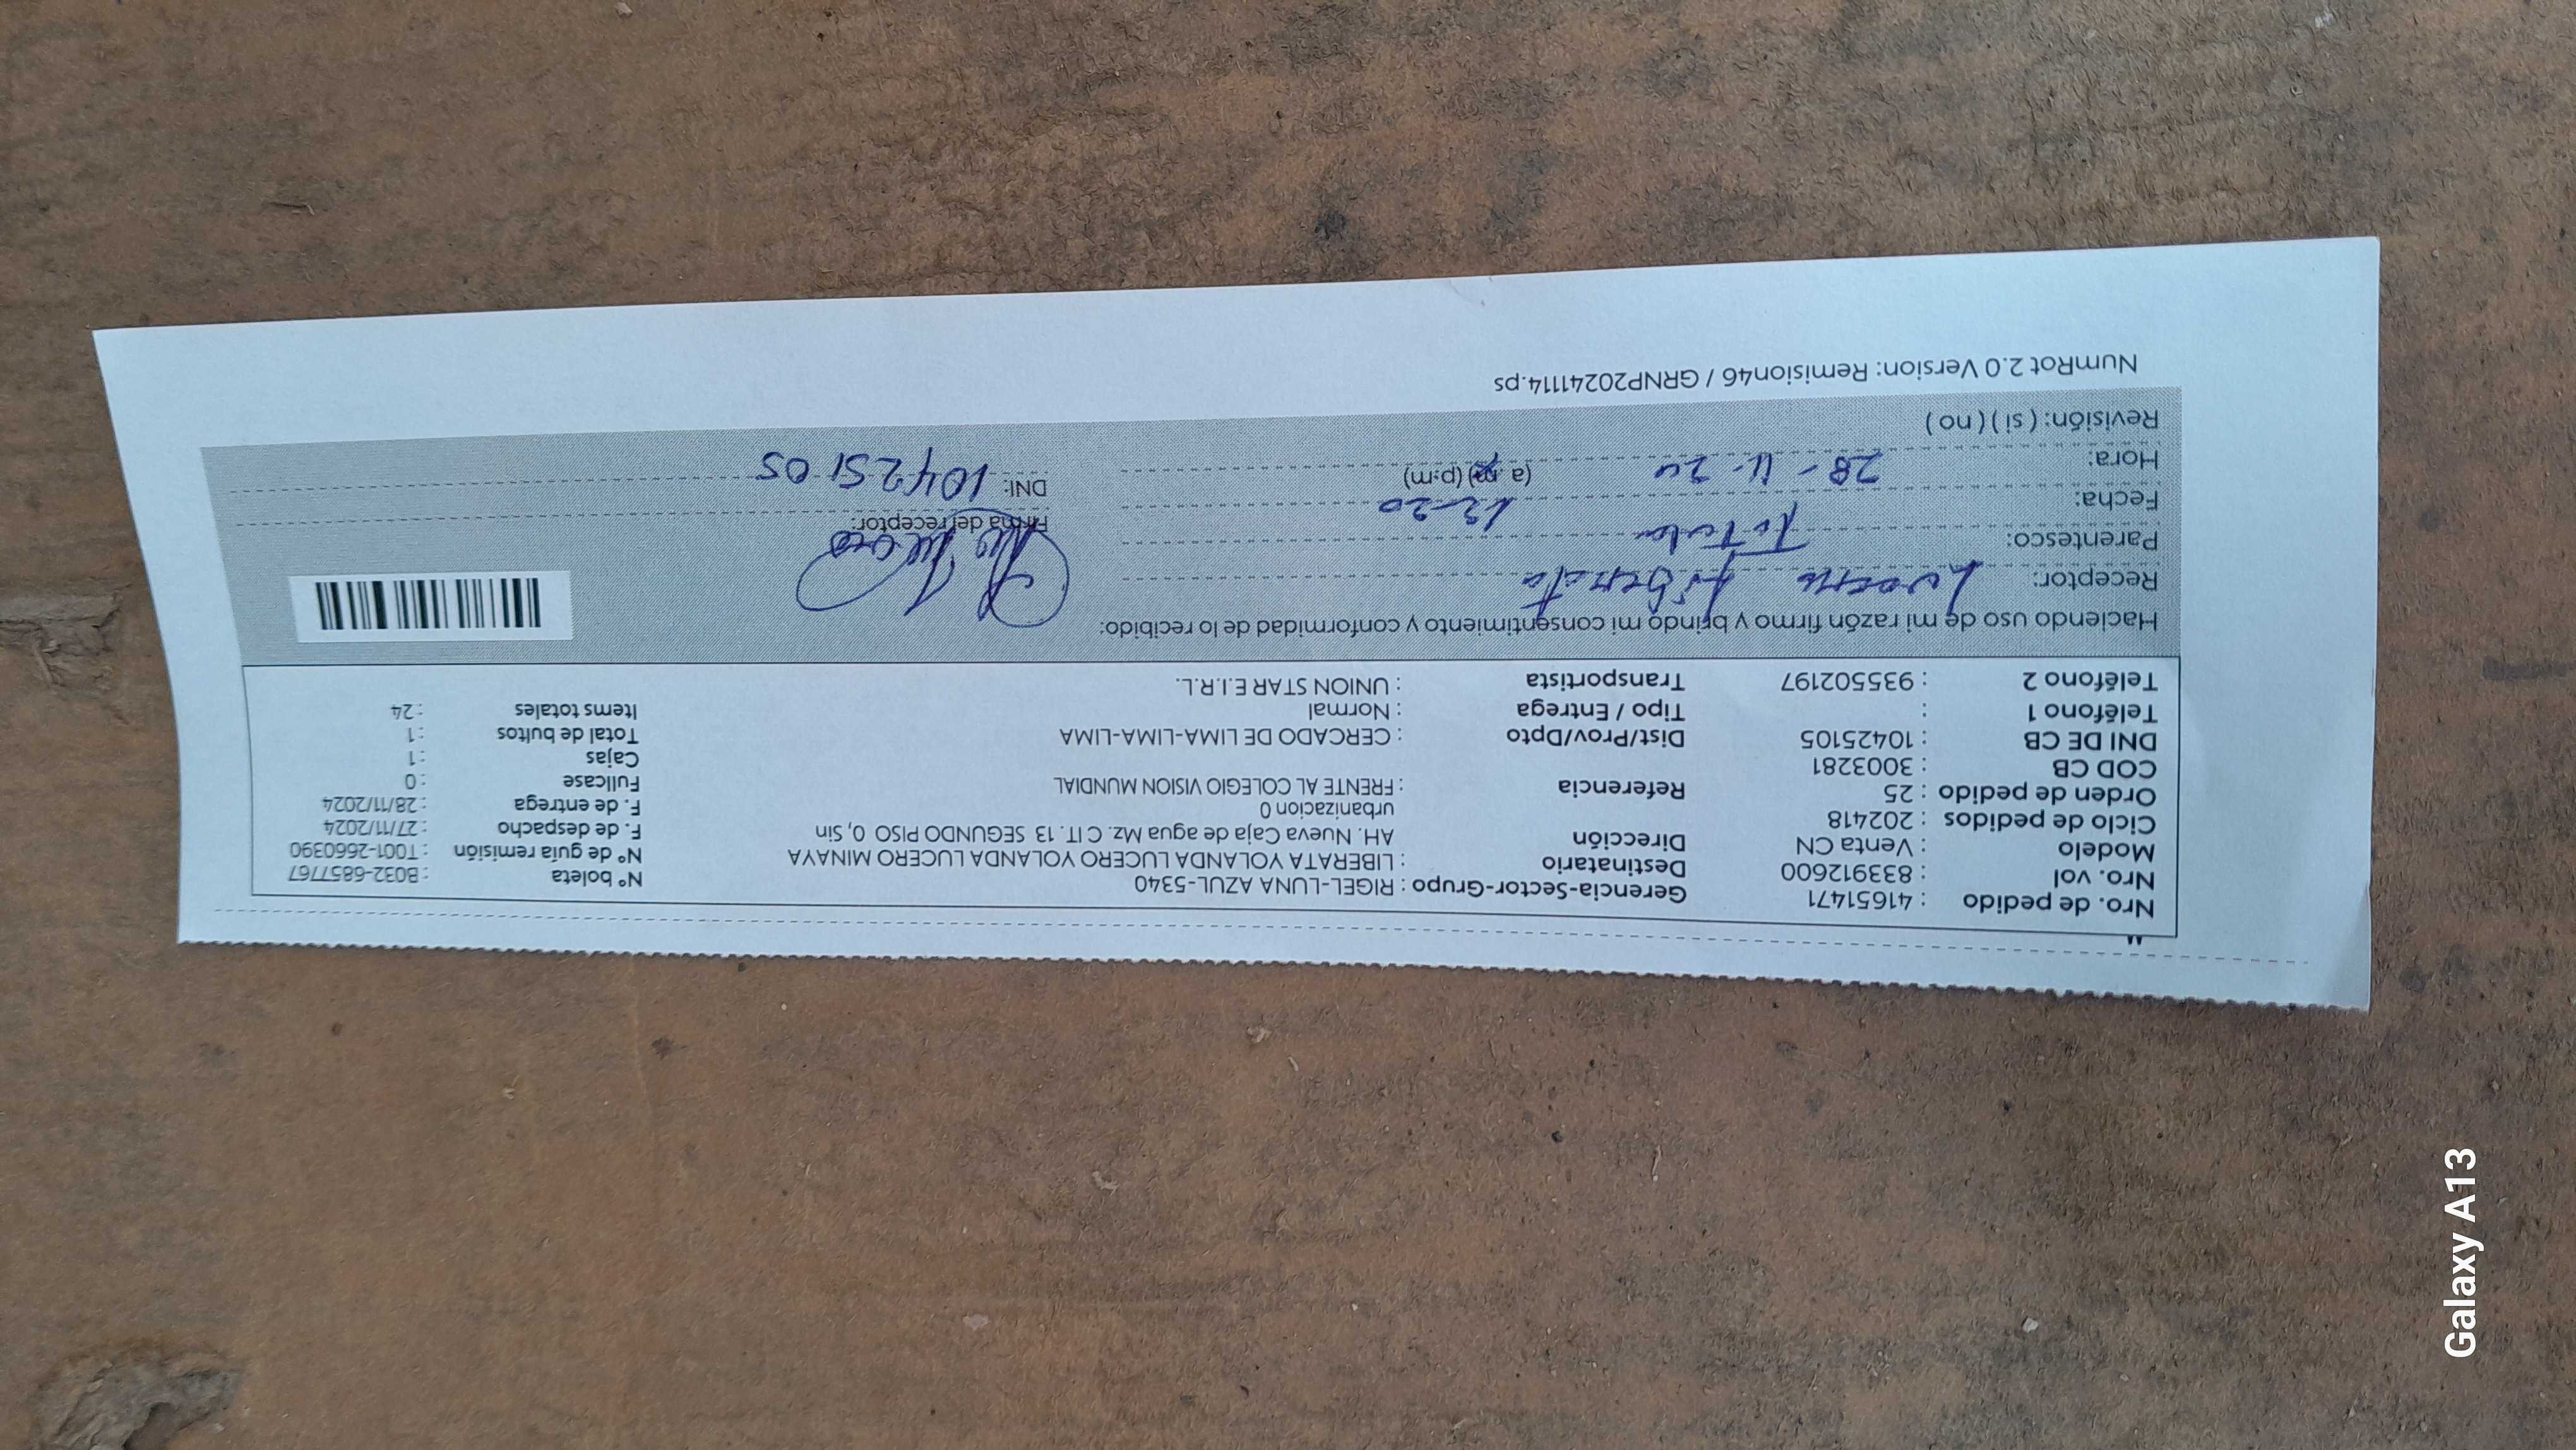 "
Nro. de pedido : 41651471 Gerencia-Sector-Grupo : RIGEL-LUNA AZUL-5340 N° boleta : B032-6857767
Nro. vol : 833912600 Destinatario : LIBERATA YOLANDA LUCERO YOLANDA LUCERO MINAYA N° de guía remisión : T001-2660390
Modelo : Venta CN Dirección AH. Nueva Caja de agua Mz. C IT. 13 SEGUNDO PISO 0, Sin F. de despacho : 27/11/2024
Ciclo de pedidos : 202418 urbanizacion 0 F. de entrega : 28/11/2024
Orden de pedido : 25 Referencia : FRENTE AL COLEGIO VISION MUNDIAL Fullcase : 0
COD CB : 3003281 Cajas : 1
DNI DE CB : 10425105 Dist/Prov/Dpto : CERCADO DE LIMA-LIMA-LIMA Total de bultos : 1
Teléfono 1 : Tipo / Entrega : Normal Items totales : 24
Teléfono 2 : 935502197 Transportista : UNION STAR E.I.R.L.
Haciendo uso de mi razón firmo y brindo mi consentimiento y conformidad de lo recibido:
Receptor: Lucero Liberata
Parentesco: Titular Firma del receptor:
Fecha: 12-20
Hora: 28-11-24 (a.m) (p:m) DNI: 10425105
Revisión: ( si ) ( no )
NumRot 2.0 Version: Remision46 / GRNP20241114.ps
Galaxy A13